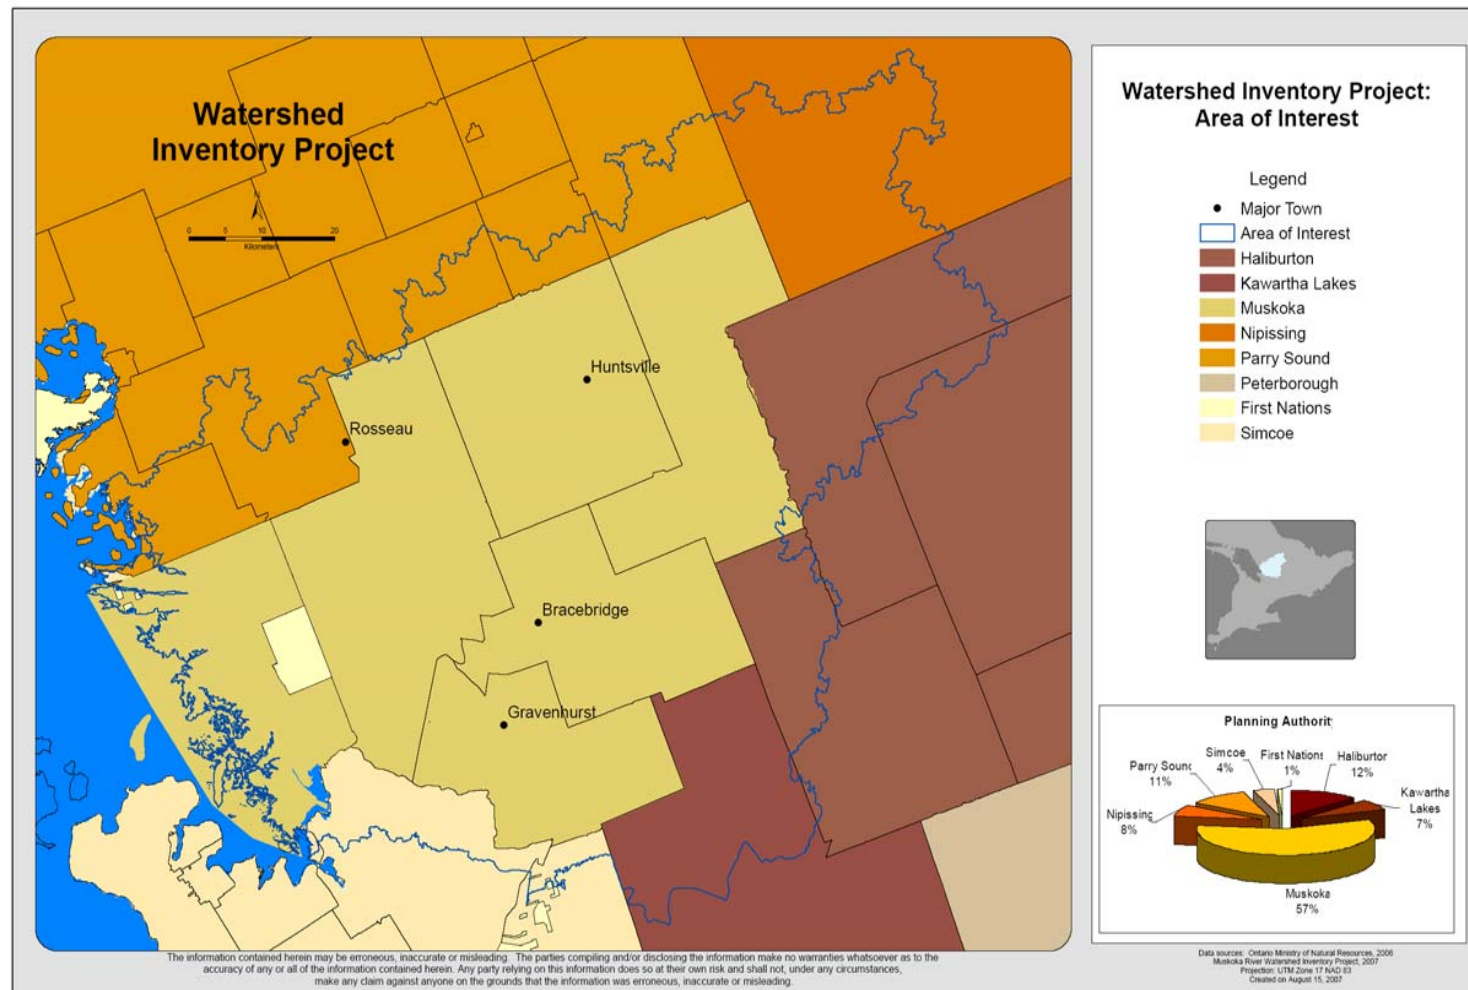 Watershed
Inventory Project
N
0 5 10 20
Kilometers
Huntsville
Rosseau
Bracebridge
Gravenhurst
The information contained herein may be erroneous, inaccurate or misleading. The parties compiling and/or disclosing the information make no warranties whatsoever as to the
accuracy of any or all of the information contained herein. Any party relying on this information does so at their own risk and shall not, under any circumstances,
make any claim against anyone on the grounds that the information was erroneous, inaccurate or misleading.
Watershed Inventory Project:
Area of Interest
Legend
Major Town
Area of Interest
Haliburton
Kawartha Lakes
Muskoka
Nipissing
Parry Sound
Peterborough
First Nations
Simcoe
Planning Authorit
Simcoe
4%
First Nations
1%
Haliburtor
12%
Parry Sounc
11%
Kawartha
Lakes
7%
Nipissing
8%
Muskoka
57%
Data sources: Ontario Ministry of Natural Resources, 2006
Muskoka River Watershed Inventory Project, 2007
Projection: UTM Zone 17 NAD 83
Created on August 15, 2007